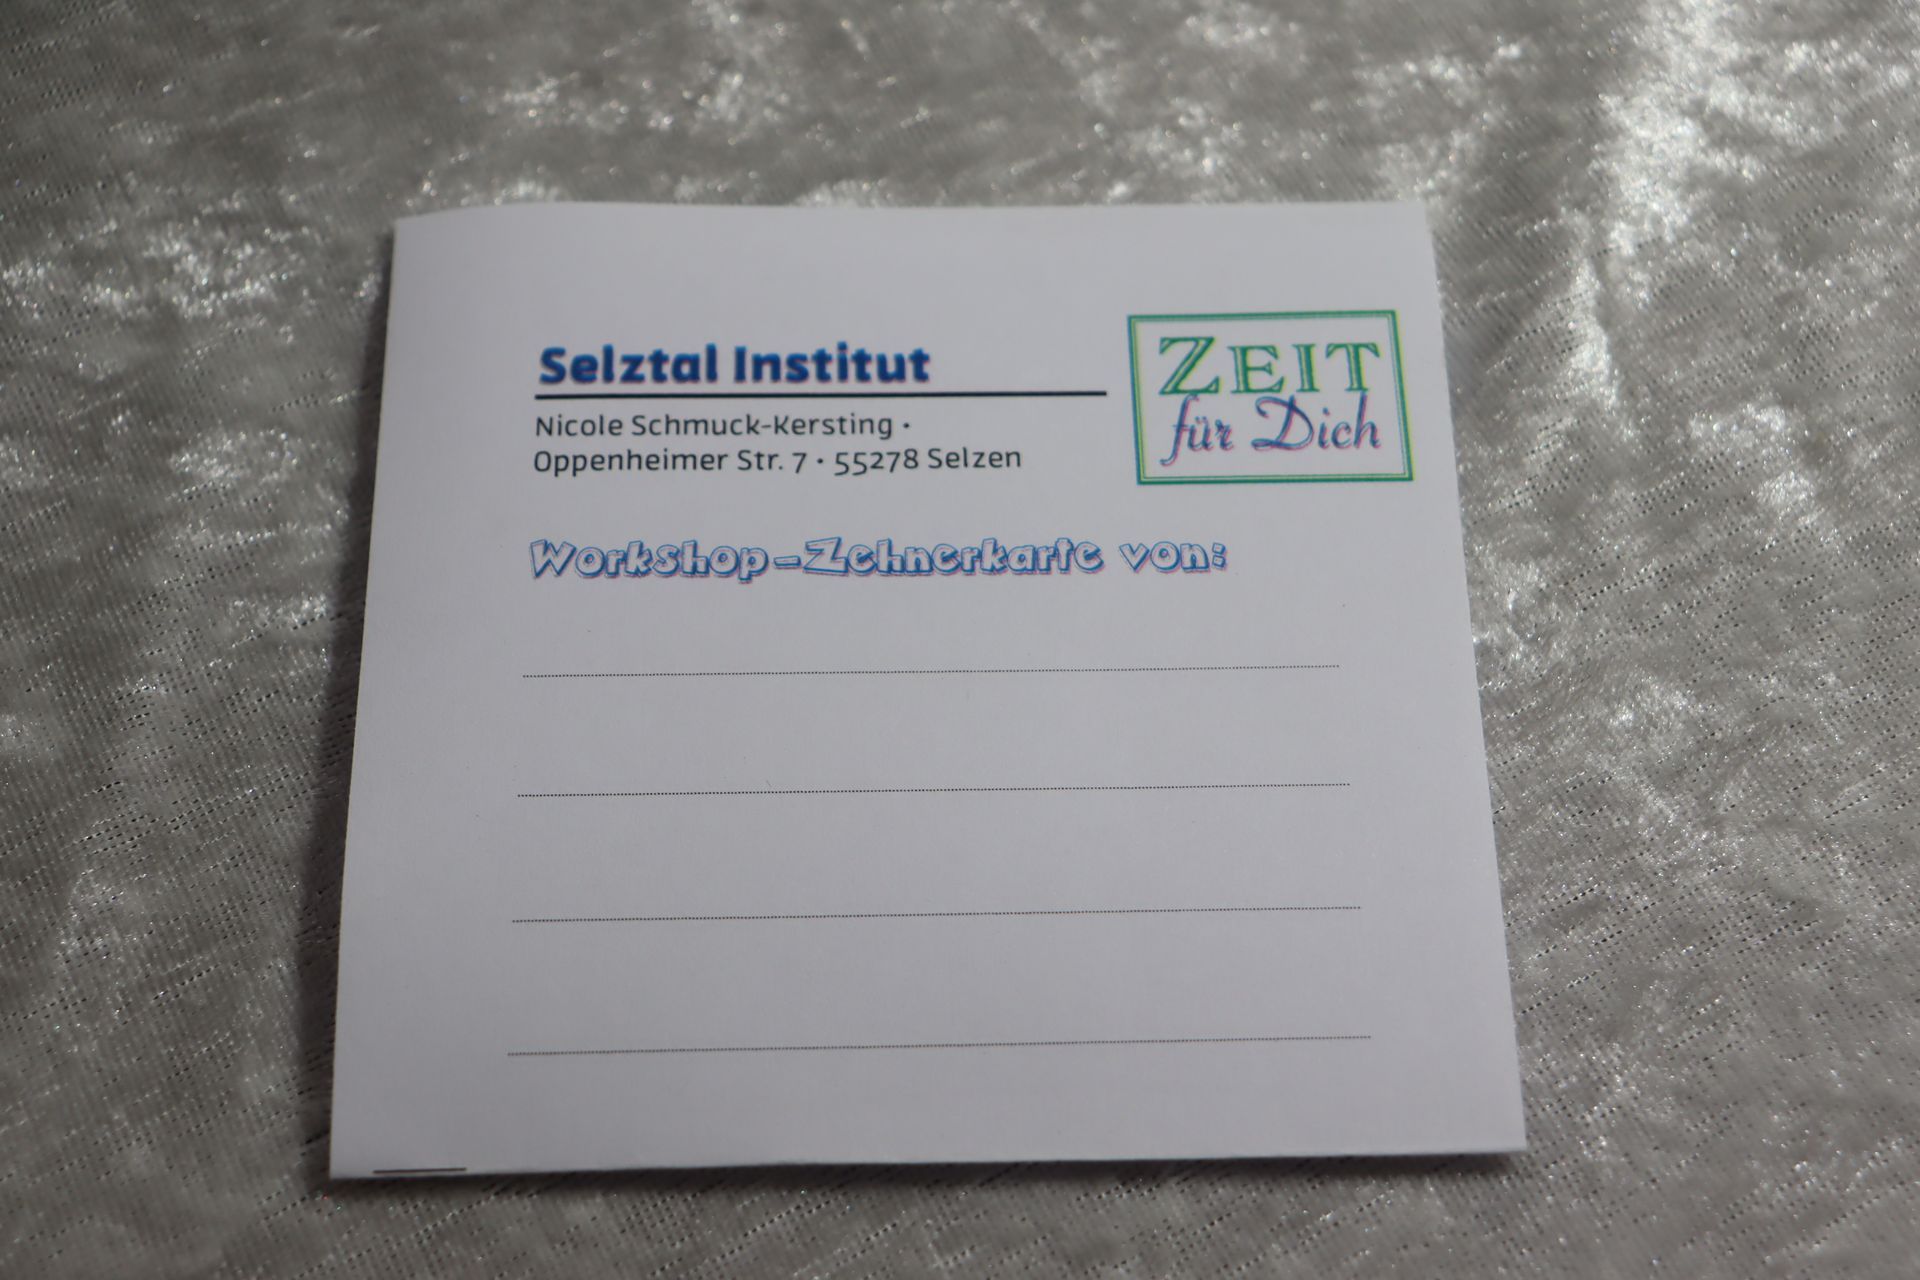 Selztal Institut
Nicole Schmuck-Kersting •
Oppenheimer Str. 7 • 55278 Selzen
ZEIT
für Dich
Workshop-Zehnerkarte von: